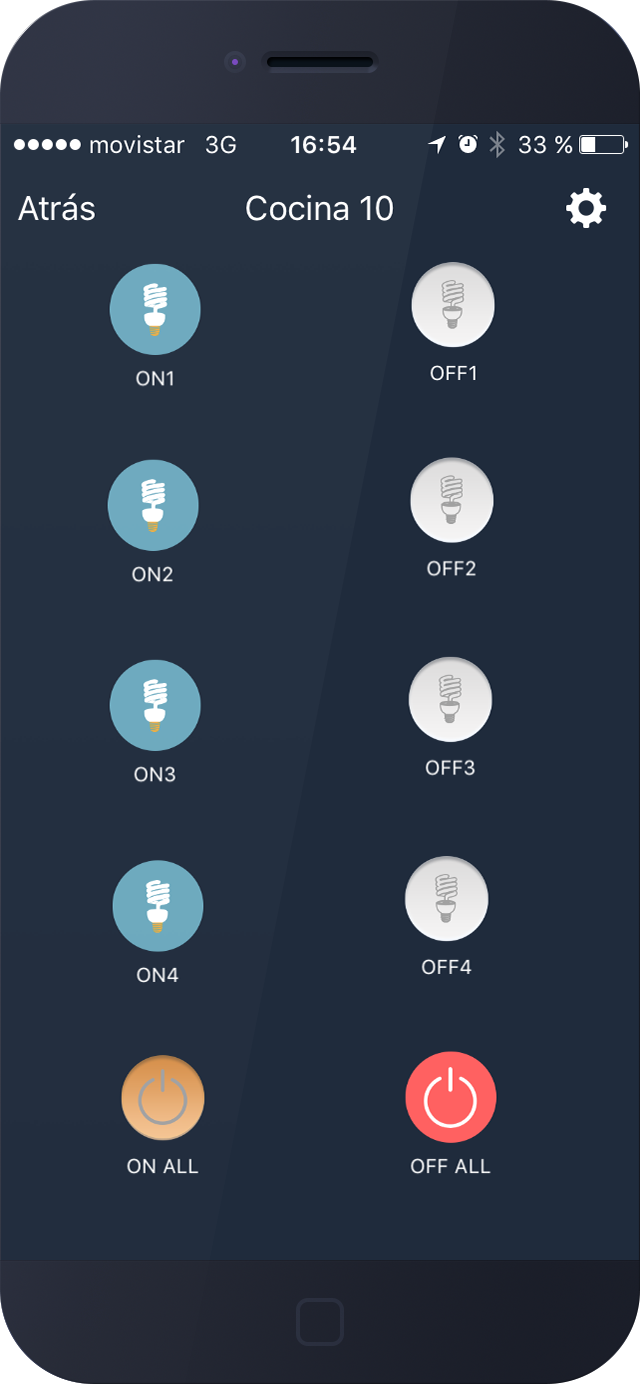 movistar 3G 16:54 33 %
Atrás Cocina 10
ON1 OFF1
ON2 OFF2
ON3 OFF3
ON4 OFF4
ON ALL OFF ALL